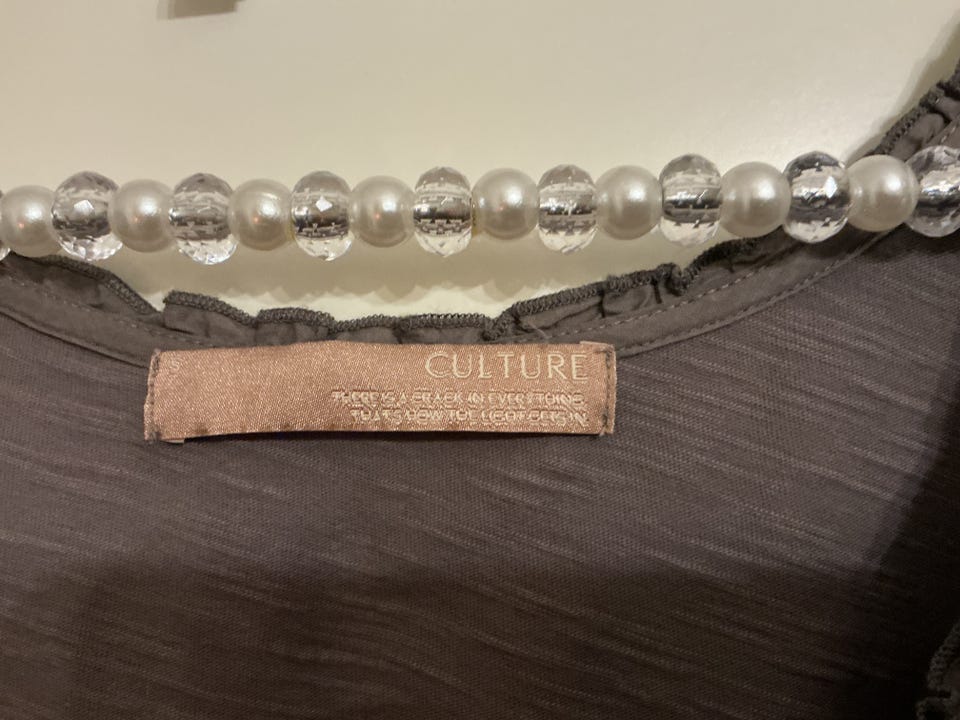 S
CULTURE
THERE IS A CRACK IN EVERYTHING
THAT'S HOW THE LIGHT GETS IN